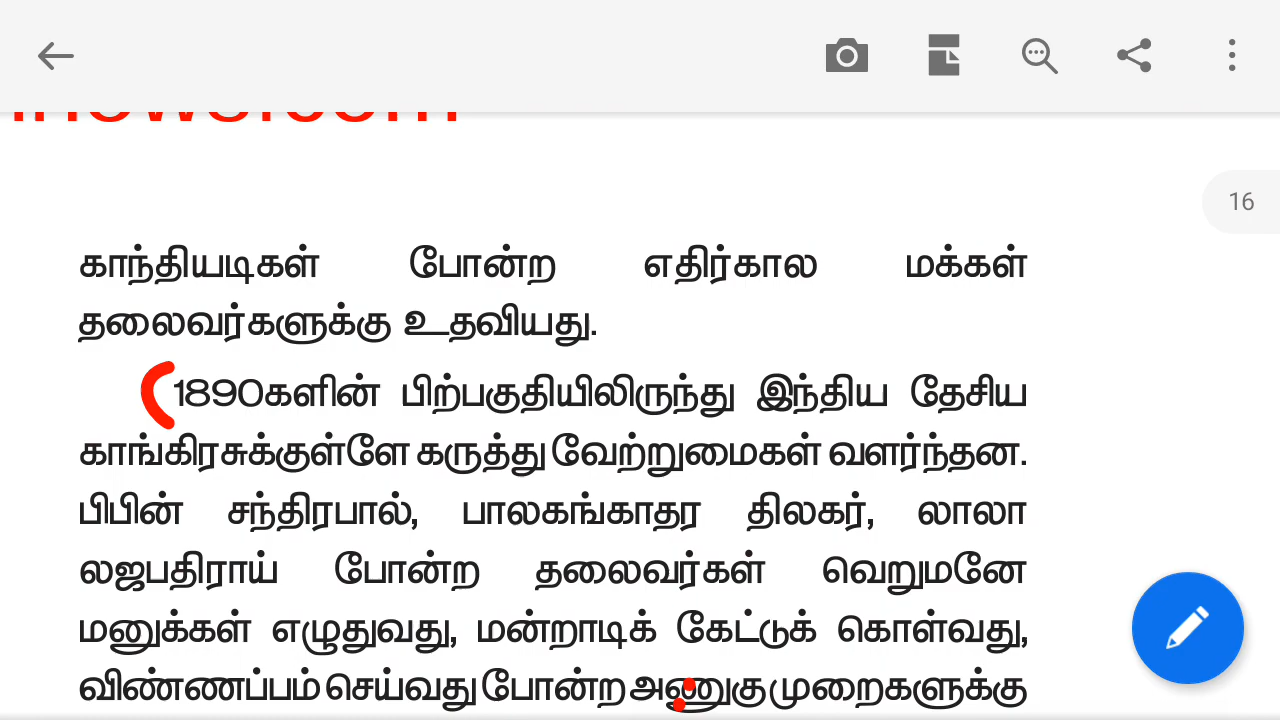 16
காந்தியடிகள் போன்ற எதிர்கால மக்கள்
தலைவர்களுக்கு உதவியது.
1890களின் பிற்பகுதியிலிருந்து இந்திய தேசிய
காங்கிரசுக்குள்ளே கருத்து வேற்றுமைகள் வளர்ந்தன.
பிபின் சந்திரபால், பாலகங்காதர திலகர், லாலா
லஜபதிராய் போன்ற தலைவர்கள் வெறுமனே
மனுக்கள் எழுதுவது, மன்றாடிக் கேட்டுக் கொள்வது,
விண்ணப்பம் செய்வது போன்ற அணுகுமுறைகளுக்கு